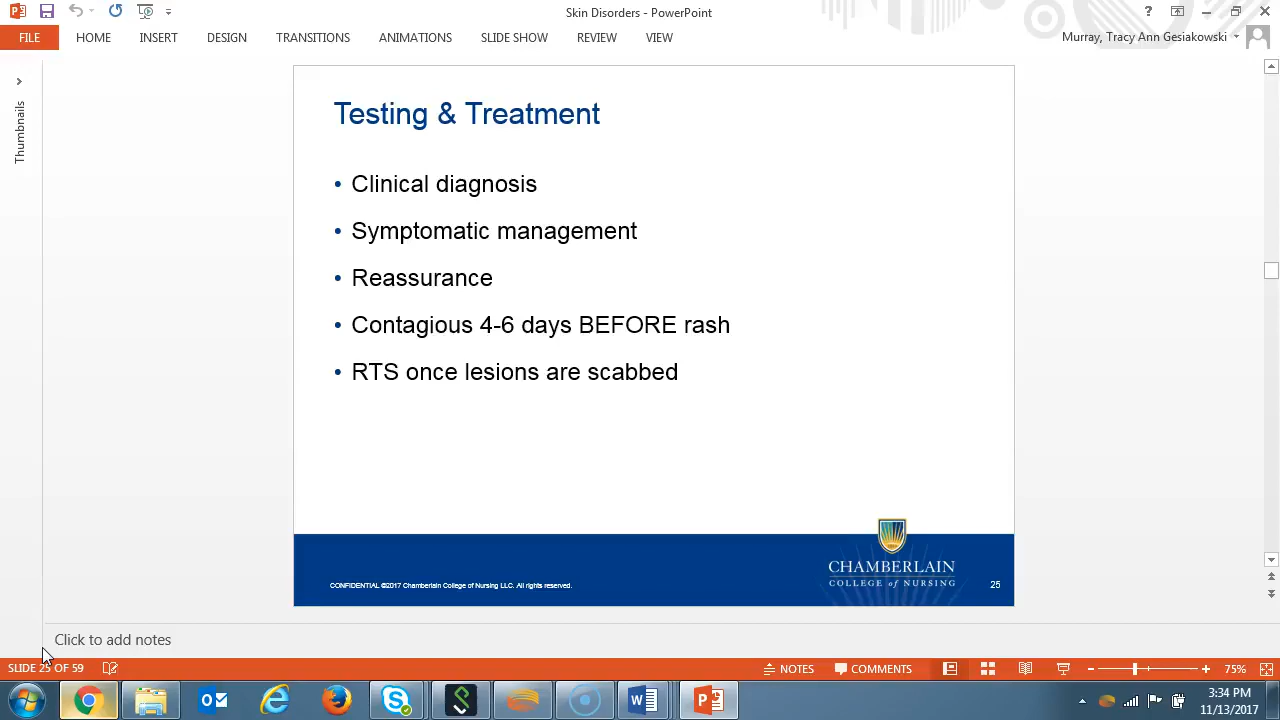 Skin Disorders - PowerPoint
?
FILE
HOME
INSERT
DESIGN
TRANSITIONS
ANIMATIONS
SLIDE SHOW
REVIEW
VIEW
Murray, Tracy Ann Gesiakowski
Thumbnails
Testing & Treatment
• Clinical diagnosis
• Symptomatic management
• Reassurance
• Contagious 4-6 days BEFORE rash
• RTS once lesions are scabbed
CHAMBERLAIN
COLLEGE of NURSING
CONFIDENTIAL ©2017 Chamberlain College of Nursing LLC. All rights reserved.
25
Click to add notes
SLIDE 25 OF 59
NOTES
COMMENTS
75%
3:34 PM
11/13/2017